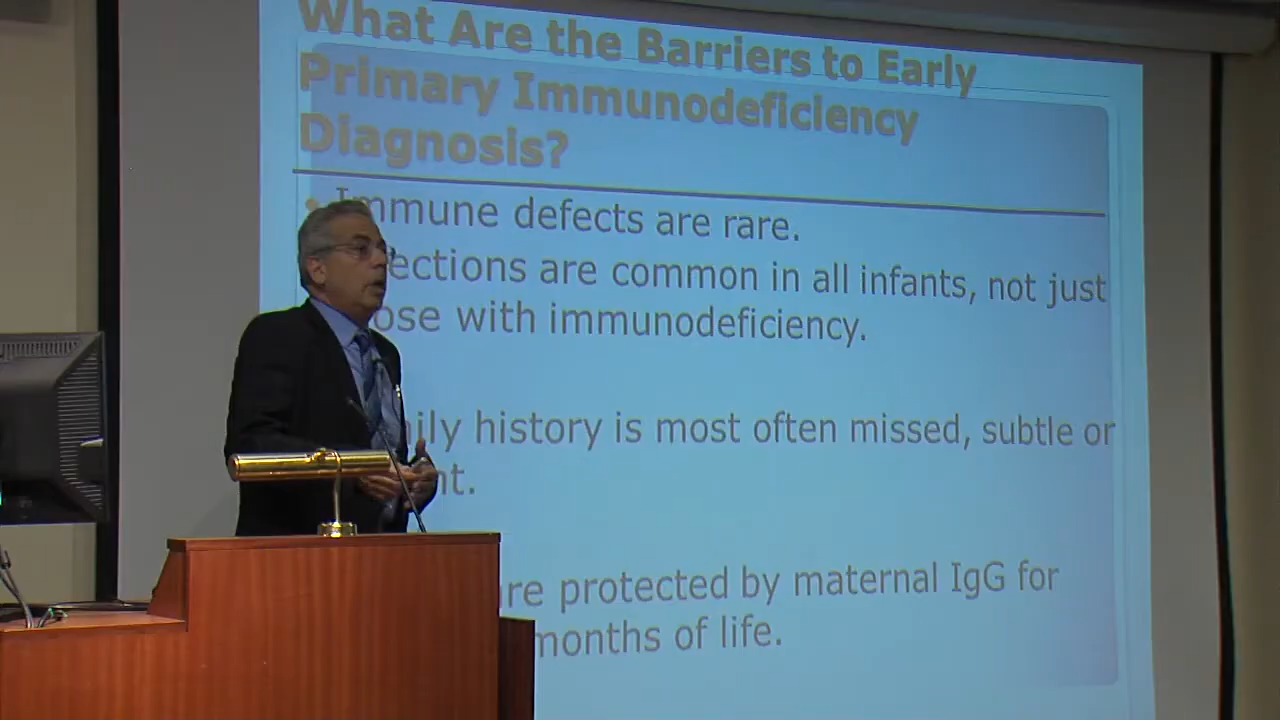 What Are the Barriers to Early
Primary Immunodeficiency
Diagnosis?
• Immune defects are rare.
ections are common in all infants, not just
ose with immunodeficiency.
ily history is most often missed, subtle or
nt.
re protected by maternal IgG for
months of life.